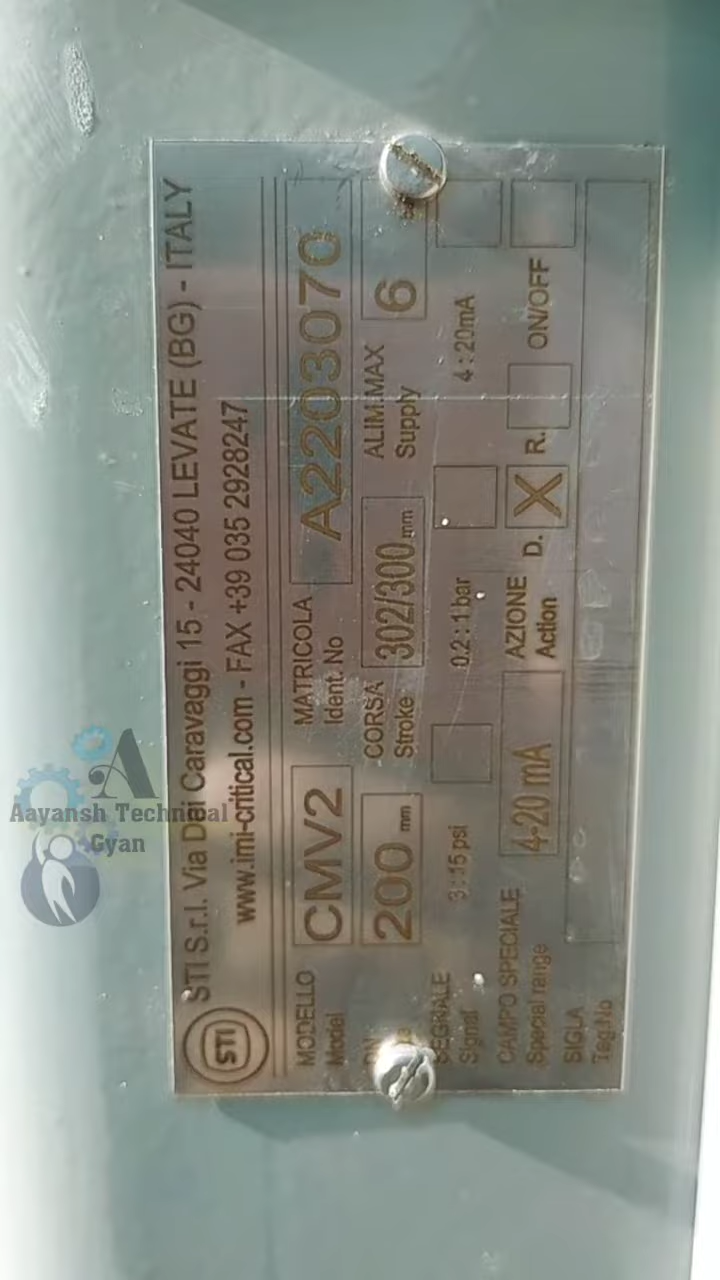 STI
STI S.r.l. Via Dei Caravaggi 15 - 24040 LEVATE (BG) - ITALY
www.imi-critical.com - FAX +39 035 2928247
MODELLO
Model
CMV2
MATRICOLA
Ident. No
A2203070
200 mm
CORSA
Stroke
302/300 mm
ALIM.MAX
Supply
6
SEGNALE
Signal
3 : 15 psi
0.2 : 1 bar
4 : 20mA
CAMPO SPECIALE
Special range
4-20 mA
AZIONE
Action
D. X R.
ON/OFF
SIGLA
Tag.No
A
Aayansh Technical
Gyan